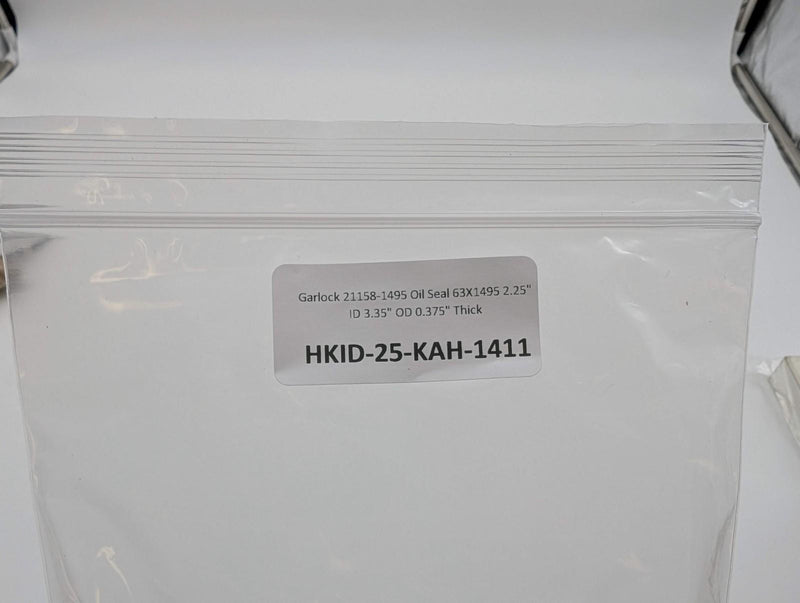 Garlock 21158-1495 Oil Seal 63X1495 2.25"
ID 3.35" OD 0.375" Thick
HKID-25-KAH-1411